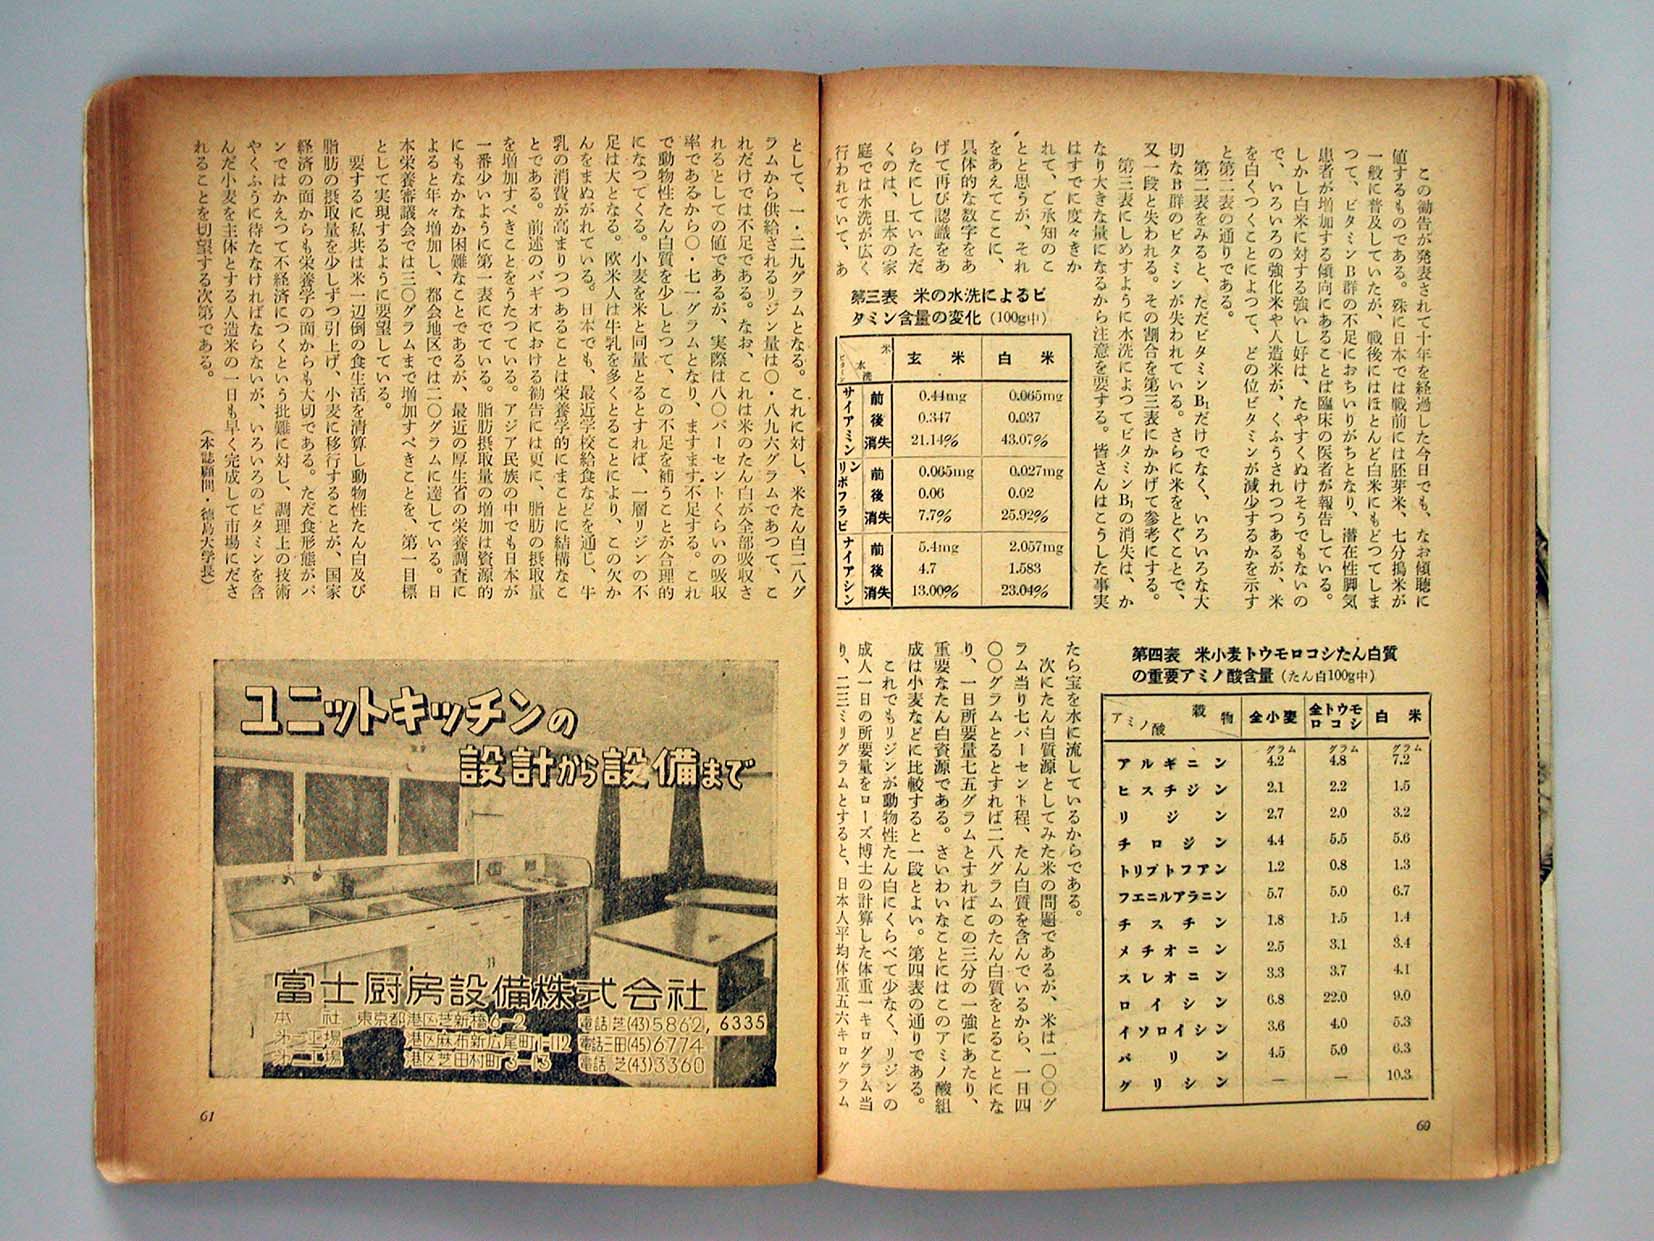 この勧告が発表されて十年を経過した今日でも、なお傾聴に
値するものである。殊に日本では戦前には胚芽米、七分搗米が
一般に普及していたが、戦後にはほとんど白米にもどつてしま
つて、ビタミンB群の不足におちいりがちとなり、潜在性脚気
患者が増加する傾向にあることは臨床の医者が報告している。
しかし白米に対する強いし好は、たやすくぬけそうでもないの
で、いろいろの強化米や人造米が、くふうされつつあるが、米
を白くつくことによつて、どの位ビタミンが減少するかを示す
と第二表の通りである。
第二表をみると、ただビタミンB₁だけでなく、いろいろな大
切なB群のビタミンが失われている。さらに米をとぐことで、
又一段と失われる。その割合を第三表にかかげて参考にする。
第三表にしめすように水洗によつてビタミンB₁の消失は、か
なり大きな量になるから注意を要する。皆さんはこうした事実
はすでに度々きか
れて、ご承知のこ
とと思うが、それ
をあえてここに、
具体的な数字をあ
げて再び認識をあ
らたにしていただ
くのは、日本の家
庭では水洗が広く
行われていて、あ
第三表 米の水洗によるビ
タミン含量の変化 (100g中)
米 水洗 ビタミン 玄米 白米
サイアミン 前 0.44mg 0.065mg
後 0.347 0.037
消失 21.14% 43.07%
リボフラビン 前 0.065mg 0.027mg
後 0.06 0.02
消失 7.7% 25.92%
ナイアシン 前 5.4mg 2.057mg
後 4.7 1.583
消失 13.00% 23.04%
第四表 米小麦トウモロコシたん白質
の重要アミノ酸含量 (たん白100g中)
アミノ酸 穀物 全小麦 全トウモロコシ 白米
グラム グラム グラム
アルギニン 4.2 4.8 7.2
ヒスチジン 2.1 2.2 1.5
リジン 2.7 2.0 3.2
チロジン 4.4 5.5 5.6
トリプトフアン 1.2 0.8 1.3
フエニルアラニン 5.7 5.0 6.7
チスチン 1.8 1.5 1.4
メチオニン 2.5 3.1 3.4
スレオニン 3.3 3.7 4.1
ロイシン 6.8 22.0 9.0
イソロイシン 3.6 4.0 5.3
バリン 4.5 5.0 6.3
グリシン — — 10.3
たら宝を水に流しているからである。
次にたん白質源としてみた米の問題であるが、米は一〇〇グ
ラム当り七パーセント程、たん白質を含んでいるから、一日四
〇〇グラムとるとすれば二八グラムのたん白質をとることにな
り、一日所要量七五グラムとすればこの三分の一強にあたり、
重要なたん白資源である。さいわいなことにはこのアミノ酸組
成は小麦などに比較すると一段とよい。第四表の通りである。
これでもリジンが動物性たん白にくらべて少なく、リジンの
成人一日の所要量をローズ博士の計算した体重一キログラム当
り、二三ミリグラムとすると、日本人平均体重五六キログラム
60
として、一・二九グラムとなる。これに対し、米たん白二八グ
ラムから供給されるリジン量は〇・八九六グラムであつて、こ
れだけでは不足である。なお、これは米のたん白が全部吸収さ
れるとしての値であるが、実際は八〇パーセントくらいの吸収
率であるから〇・七一グラムとなり、ますます不足する。これ
で動物性たん白質を少しとつて、この不足を補うことが合理的
になつてくる。小麦を米と同量とるとすれば、一層リジンの不
足は大となる。欧米人は牛乳を多くとることにより、この欠か
んをまぬがれている。日本でも、最近学校給食などを通じ、牛
乳の消費が高まりつつあることは栄養学的にまことに結構なこ
とである。前述のバギオにおける勧告には更に、脂肪の摂取量
を増加すべきことをうたつている。アジア民族の中でも日本が
一番少いように第一表にでている。脂肪摂取量の増加は資源的
にもなかなか困難なことであるが、最近の厚生省の栄養調査に
よると年々増加し、都会地区では二〇グラムに達している。日
本栄養審議会では三〇グラムまで増加すべきことを、第一目標
として実現するように要望している。
要するに私共は米一辺倒の食生活を清算し動物性たん白及び
脂肪の摂取量を少しずつ引上げ、小麦に移行することが、国家
経済の面からも栄養学の面からも大切である。ただ食形態がパ
ンではかえつて不経済につくという批難に対し、調理上の技術
やくふうに待たなければならないが、いろいろのビタミンを含
んだ小麦を主体とする人造米の一日も早く完成して市場にださ
れることを切望する次第である。
(本誌顧問・徳島大学長)
ユニットキッチンの
設計から設備まで
富士厨房設備株式会社
本社 東京都港区芝新橋6-2 電話芝(43)5862, 6335
港区麻布新広尾町1-112 電話三田(45)6774
港区芝田村町3-13 電話芝(43)3360
61